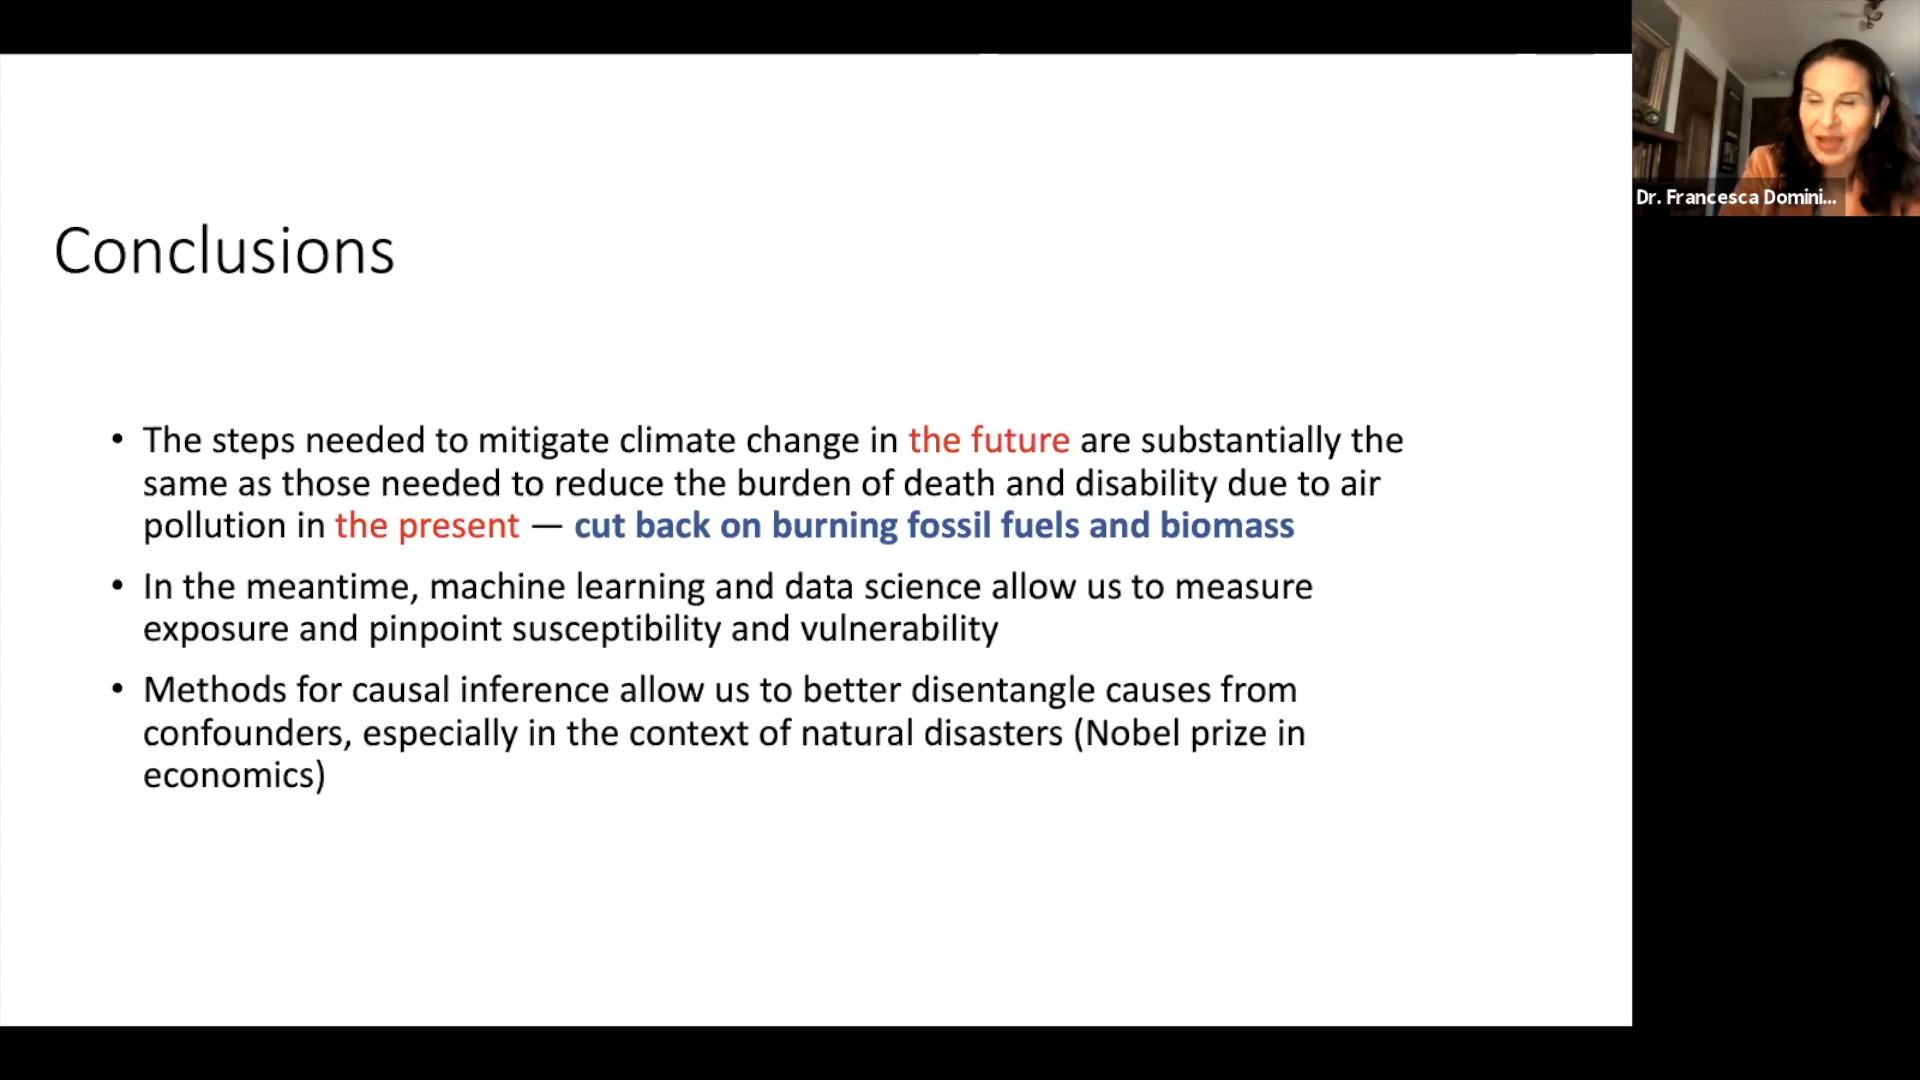 Conclusions
• The steps needed to mitigate climate change in the future are substantially the
same as those needed to reduce the burden of death and disability due to air
pollution in the present — cut back on burning fossil fuels and biomass
• In the meantime, machine learning and data science allow us to measure
exposure and pinpoint susceptibility and vulnerability
• Methods for causal inference allow us to better disentangle causes from
confounders, especially in the context of natural disasters (Nobel prize in
economics)
Dr. Francesca Domini...